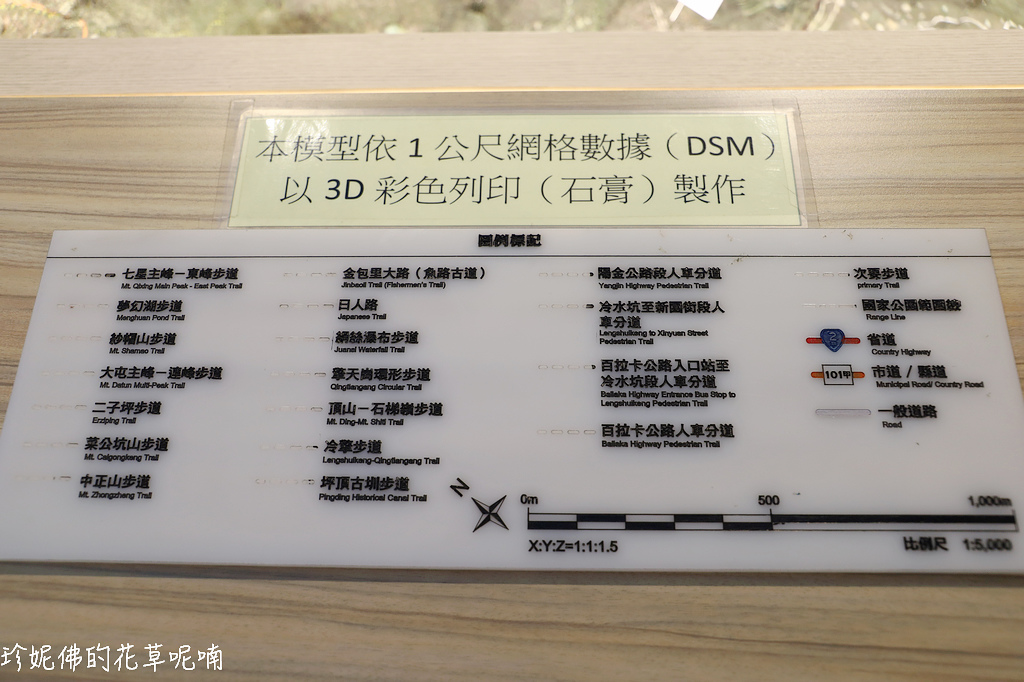 本模型依 1 公尺網格數據（DSM）
以 3D 彩色列印（石膏）製作
圖例標記
七星主峰－東峰步道
Mt. Qixing Main Peak - East Peak Trail
夢幻湖步道
Menghuan Pond Trail
紗帽山步道
Mt. Shamao Trail
大屯主峰－連峰步道
Mt. Datun Multi-Peak Trail
二子坪步道
Erziping Trail
菜公坑山步道
Mt. Caigongkeng Trail
中正山步道
Mt. Zhongzheng Trail
金包里大路（魚路古道）
Jinbaoli Trail (Fishermen's Trail)
日人路
Japanese Trail
絹絲瀑布步道
Juansi Waterfall Trail
擎天崗環形步道
Qingtiangang Circular Trail
頂山－石梯嶺步道
Mt. Ding-Mt. Shiti Trail
冷擎步道
Lengshuikeng-Qingtiangang Trail
坪頂古圳步道
Pingding Historical Canal Trail
陽金公路段人車分道
Yangjin Highway Pedestrian Trail
冷水坑至新園街段人
車分道
Lengshuikeng to Xinyuan Street
Pedestrian Trail
百拉卡公路入口站至
冷水坑段人車分道
Bailaka Highway Entrance Bus Stop to
Lengshuikeng Pedestrian Trail
百拉卡公路人車分道
Bailaka Highway Pedestrian Trail
次要步道
primary Trail
國家公園範圍線
Range Line
2
省道
Country Highway
101甲
市道 / 縣道
Municipal Road/ Country Road
一般道路
Road
N
0m 500 1,000m
X:Y:Z=1:1:1.5
比例尺 1:5,000
珍妮佛的花草呢喃